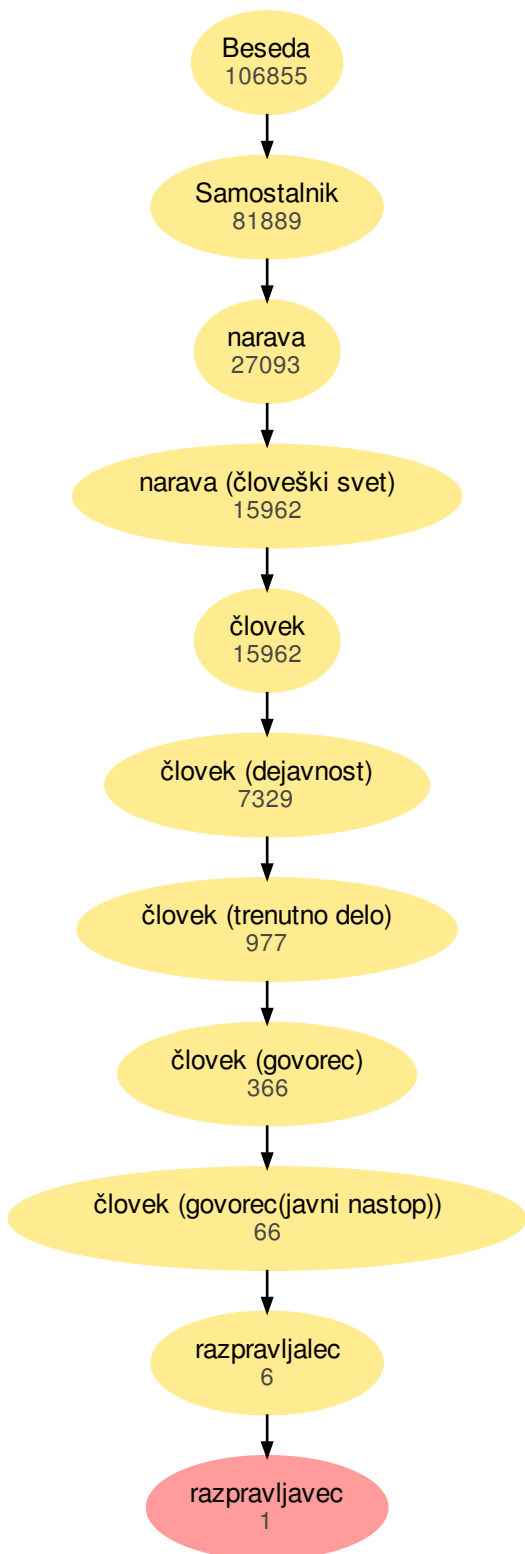 Beseda
106855
Samostalnik
81889
narava
27093
narava (človeški svet)
15962
človek
15962
človek (dejavnost)
7329
človek (trenutno delo)
977
človek (govorec)
366
človek (govorec(javni nastop))
66
razpravljalec
6
razpravljavec
1